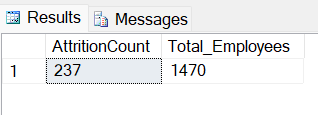 Results Messages
AttritionCount Total_Employees
1 237 1470